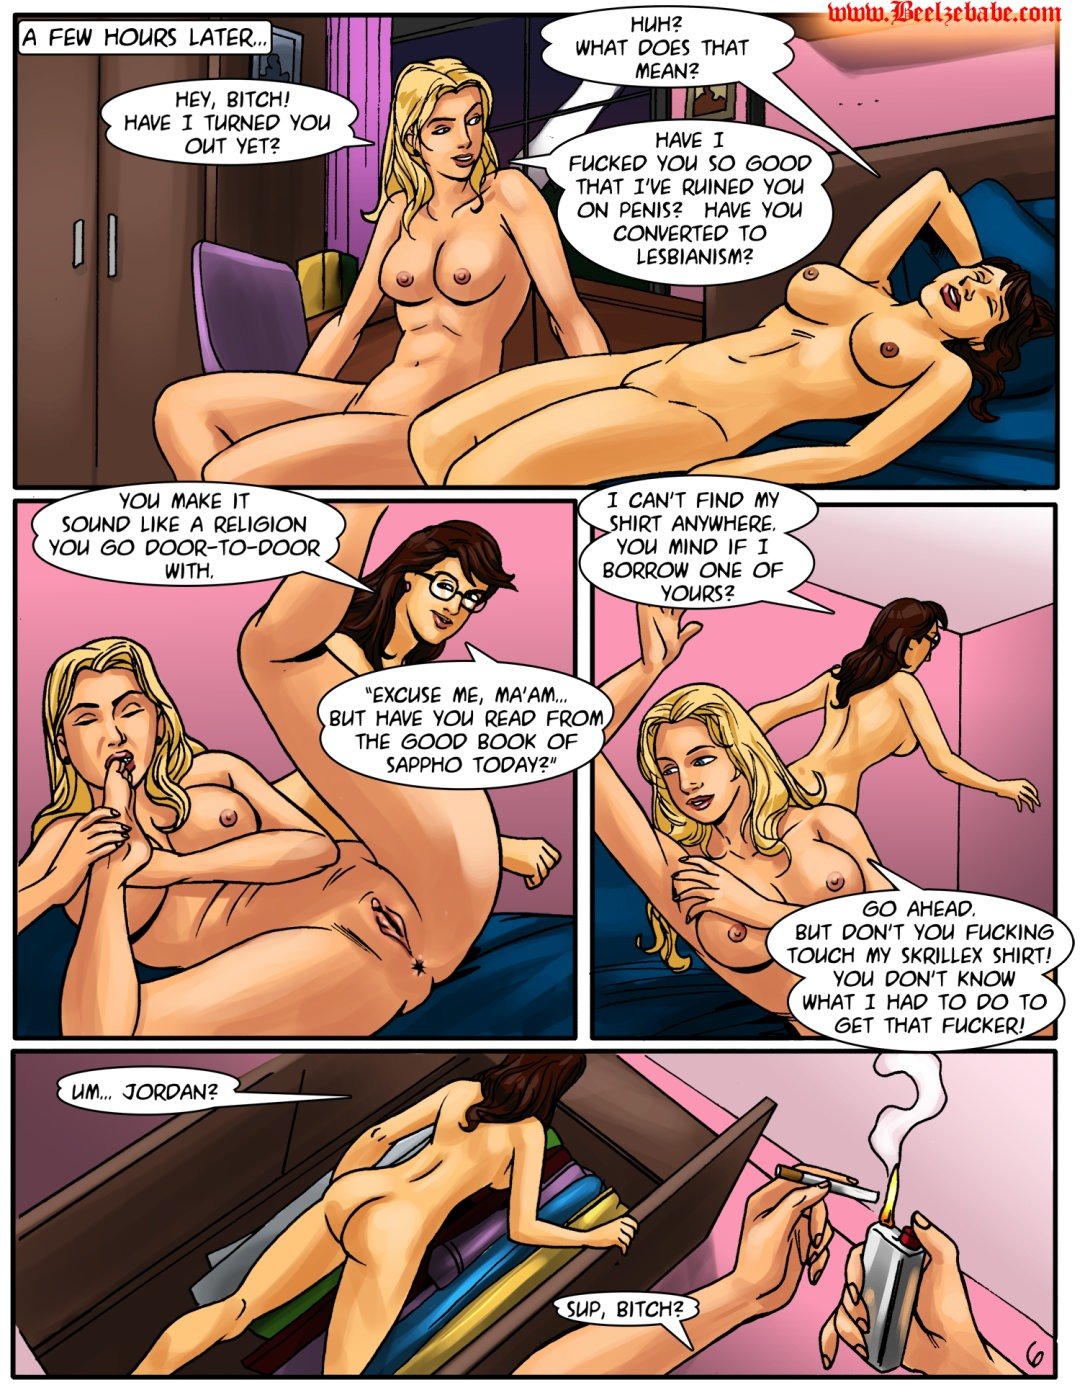 www.Beelzebabe.com
A FEW HOURS LATER...
HEY, BITCH!
HAVE I TURNED YOU
OUT YET?
HUH?
WHAT DOES THAT
MEAN?
HAVE I
FUCKED YOU SO GOOD
THAT I'VE RUINED YOU
ON PENIS? HAVE YOU
CONVERTED TO
LESBIANISM?
YOU MAKE IT
SOUND LIKE A RELIGION
YOU GO DOOR-TO-DOOR
WITH.
"EXCUSE ME, MA'AM...
BUT HAVE YOU READ FROM
THE GOOD BOOK OF
SAPPHO TODAY?"
I CAN'T FIND MY
SHIRT ANYWHERE.
YOU MIND IF I
BORROW ONE OF
YOURS?
GO AHEAD.
BUT DON'T YOU FUCKING
TOUCH MY SKRILLEX SHIRT!
YOU DON'T KNOW
WHAT I HAD TO DO TO
GET THAT FUCKER!
UM... JORDAN?
SUP, BITCH?
6